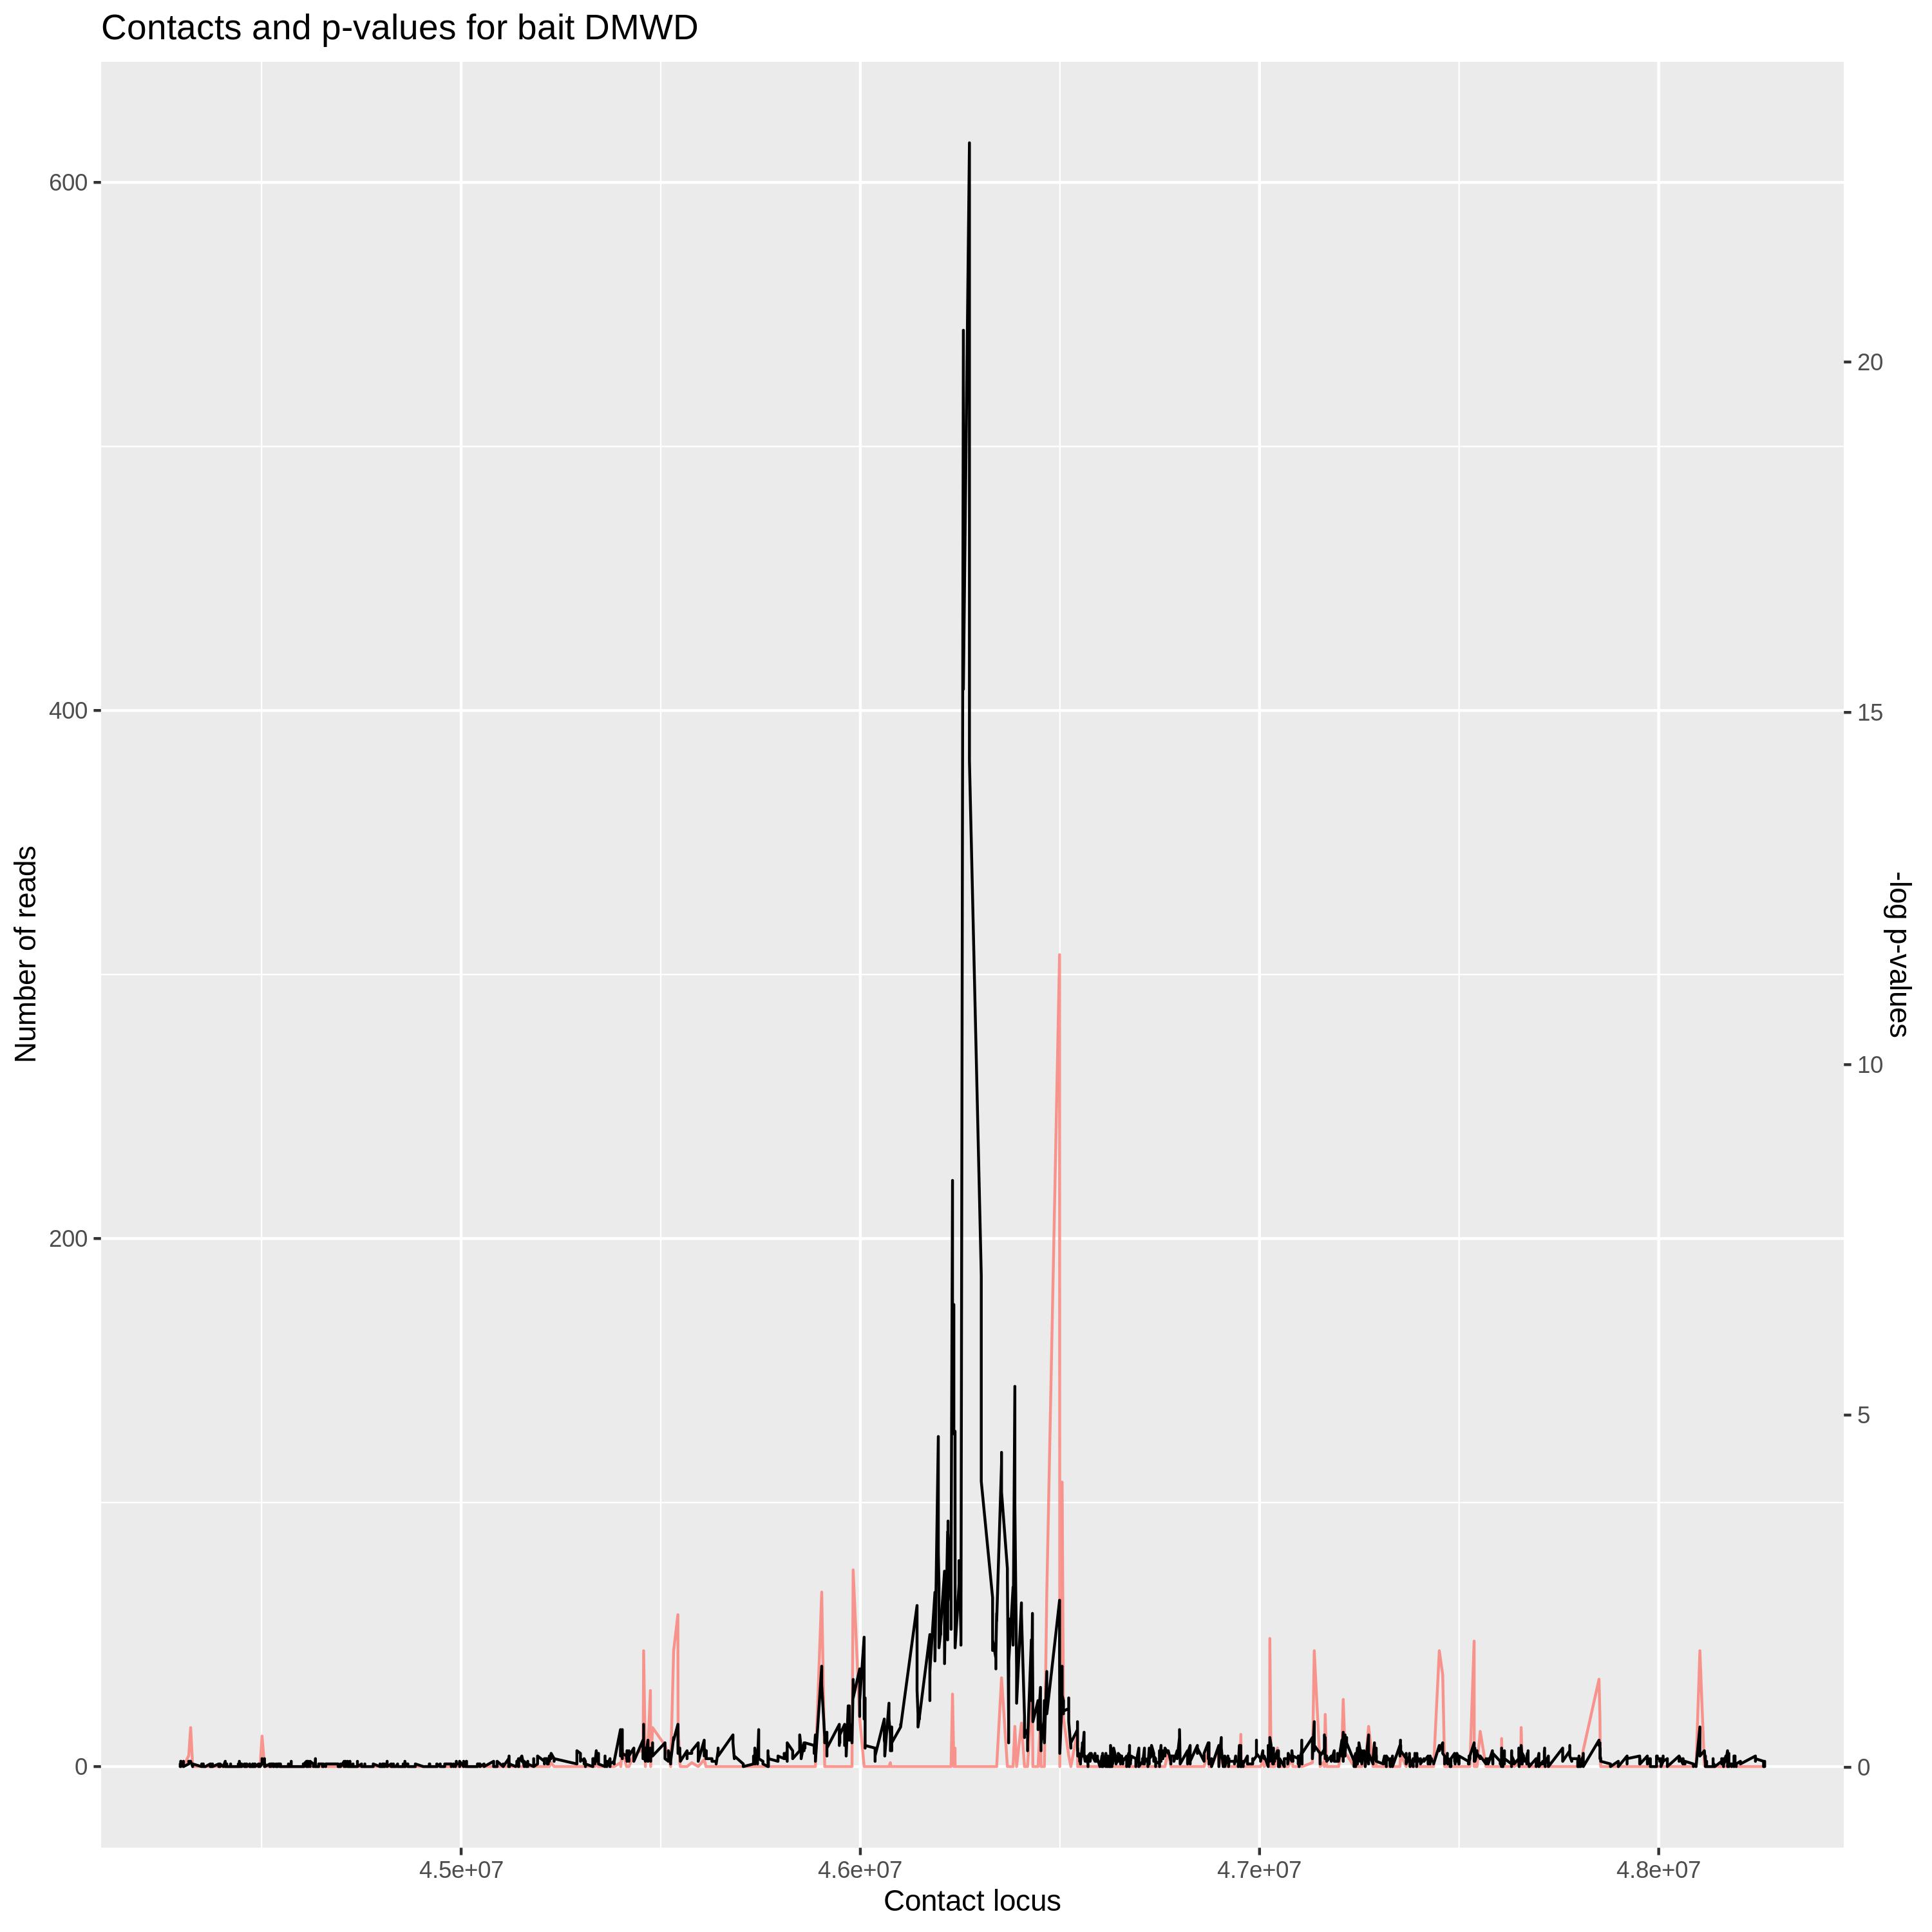 Contacts and p-values for bait DMWD
600
400
200
0
Number of reads
20
15
10
5
0
-log p-values
4.5e+07
4.6e+07
4.7e+07
4.8e+07
Contact locus